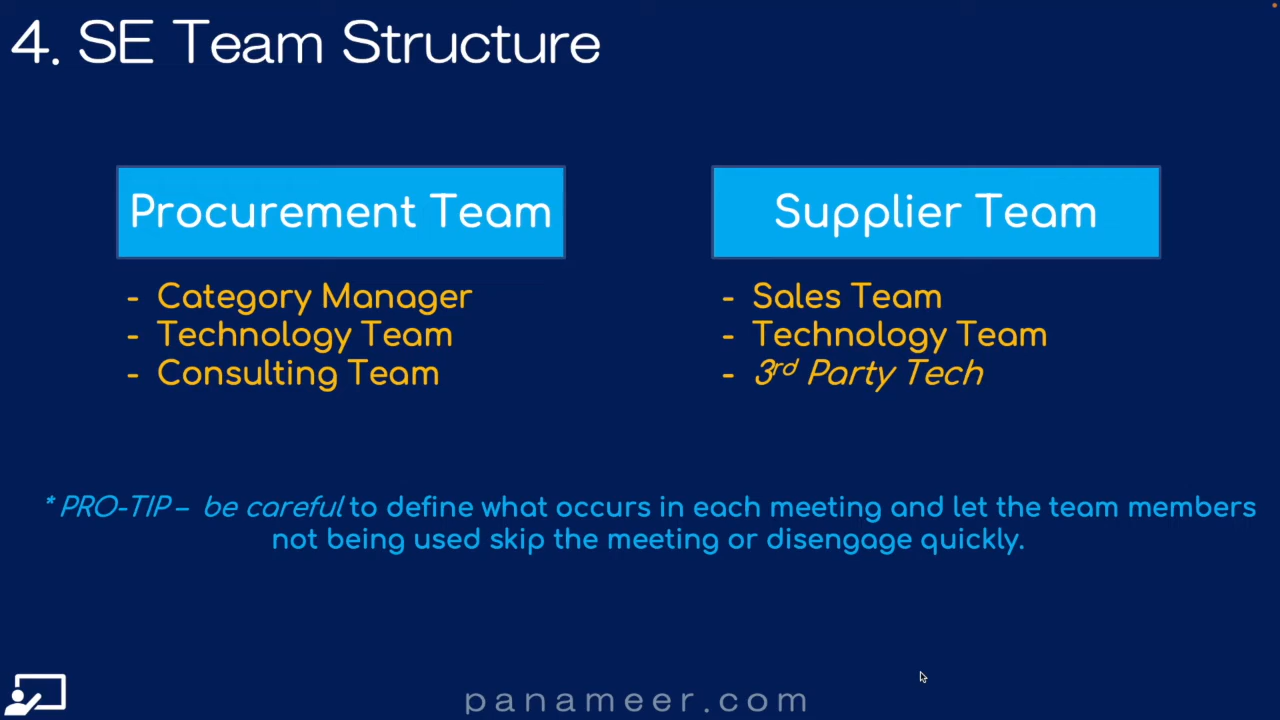 4. SE Team Structure
Procurement Team
- Category Manager
- Technology Team
- Consulting Team
Supplier Team
- Sales Team
- Technology Team
- 3rd Party Tech
* PRO-TIP – be careful to define what occurs in each meeting and let the team members
not being used skip the meeting or disengage quickly.
panameer.com